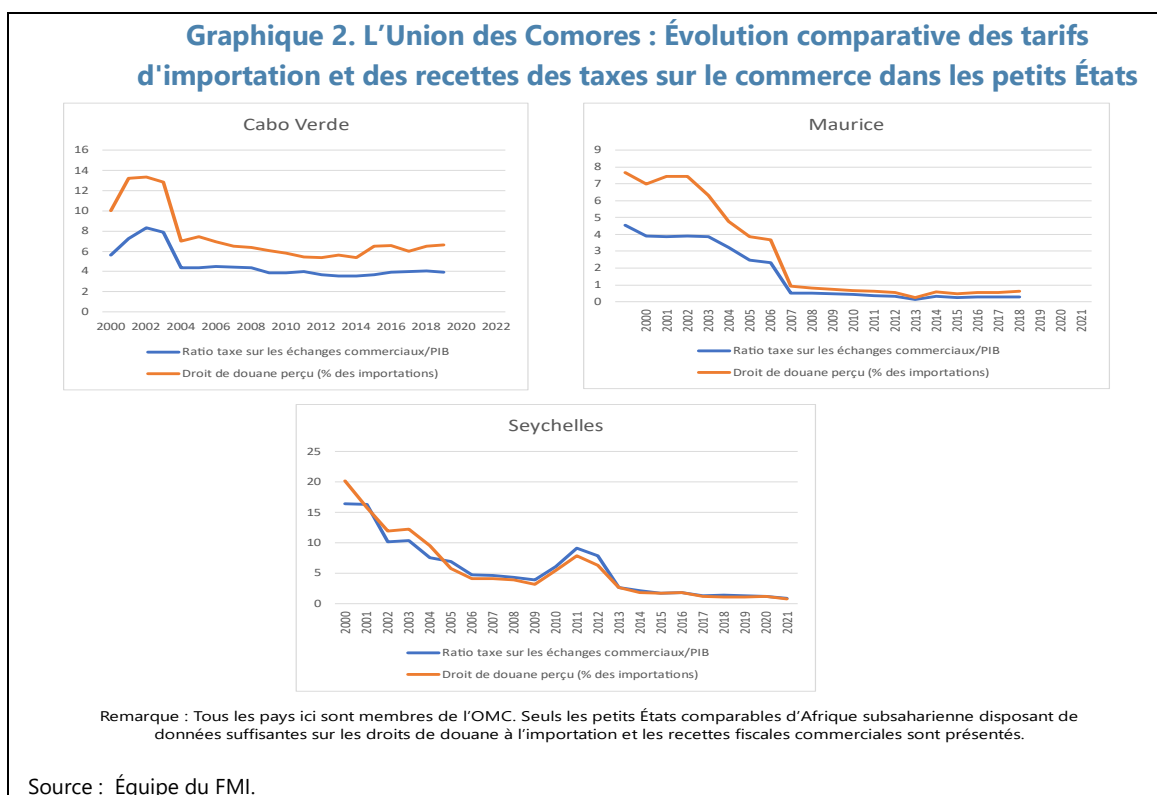 Graphique 2. L’Union des Comores : Évolution comparative des tarifs
d'importation et des recettes des taxes sur le commerce dans les petits États
Cabo Verde
16
14
12
10
8
6
4
2
0
2000 2002 2004 2006 2008 2010 2012 2014 2016 2018 2020 2022
Ratio taxe sur les échanges commerciaux/PIB
Droit de douane perçu (% des importations)
Maurice
9
8
7
6
5
4
3
2
1
0
2000 2001 2002 2003 2004 2005 2006 2007 2008 2009 2010 2011 2012 2013 2014 2015 2016 2017 2018 2019 2020 2021
Ratio taxe sur les échanges commerciaux/PIB
Droit de douane perçu (% des importations)
Seychelles
25
20
15
10
5
0
2000 2001 2002 2003 2004 2005 2006 2007 2008 2009 2010 2011 2012 2013 2014 2015 2016 2017 2018 2019 2020 2021
Ratio taxe sur les échanges commerciaux/PIB
Droit de douane perçu (% des importations)
Remarque : Tous les pays ici sont membres de l’OMC. Seuls les petits États comparables d’Afrique subsaharienne disposant de
données suffisantes sur les droits de douane à l’importation et les recettes fiscales commerciales sont présentés.
Source : Équipe du FMI.